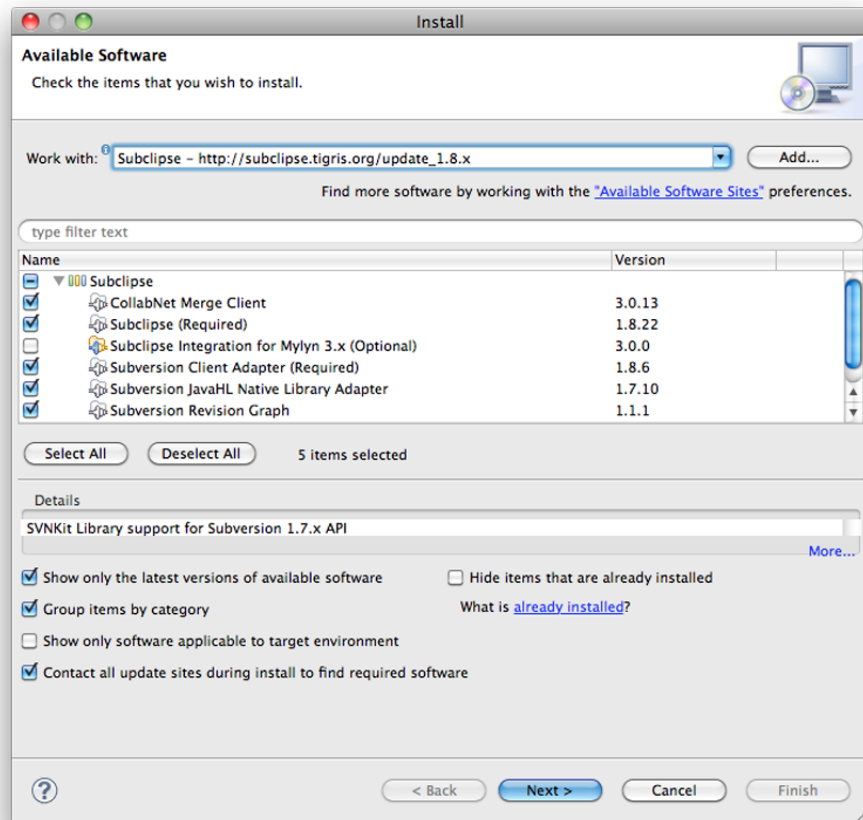 Install
Available Software
Check the items that you wish to install.
Work with: Subclipse - http://subclipse.tigris.org/update_1.8.x Add...
Find more software by working with the "Available Software Sites" preferences.
type filter text
Name Version
Subclipse
CollabNet Merge Client 3.0.13
Subclipse (Required) 1.8.22
Subclipse Integration for Mylyn 3.x (Optional) 3.0.0
Subversion Client Adapter (Required) 1.8.6
Subversion JavaHL Native Library Adapter 1.7.10
Subversion Revision Graph 1.1.1
Select All Deselect All 5 items selected
Details
SVNKit Library support for Subversion 1.7.x API
More...
Show only the latest versions of available software Hide items that are already installed
Group items by category What is already installed?
Show only software applicable to target environment
Contact all update sites during install to find required software
? < Back Next > Cancel Finish